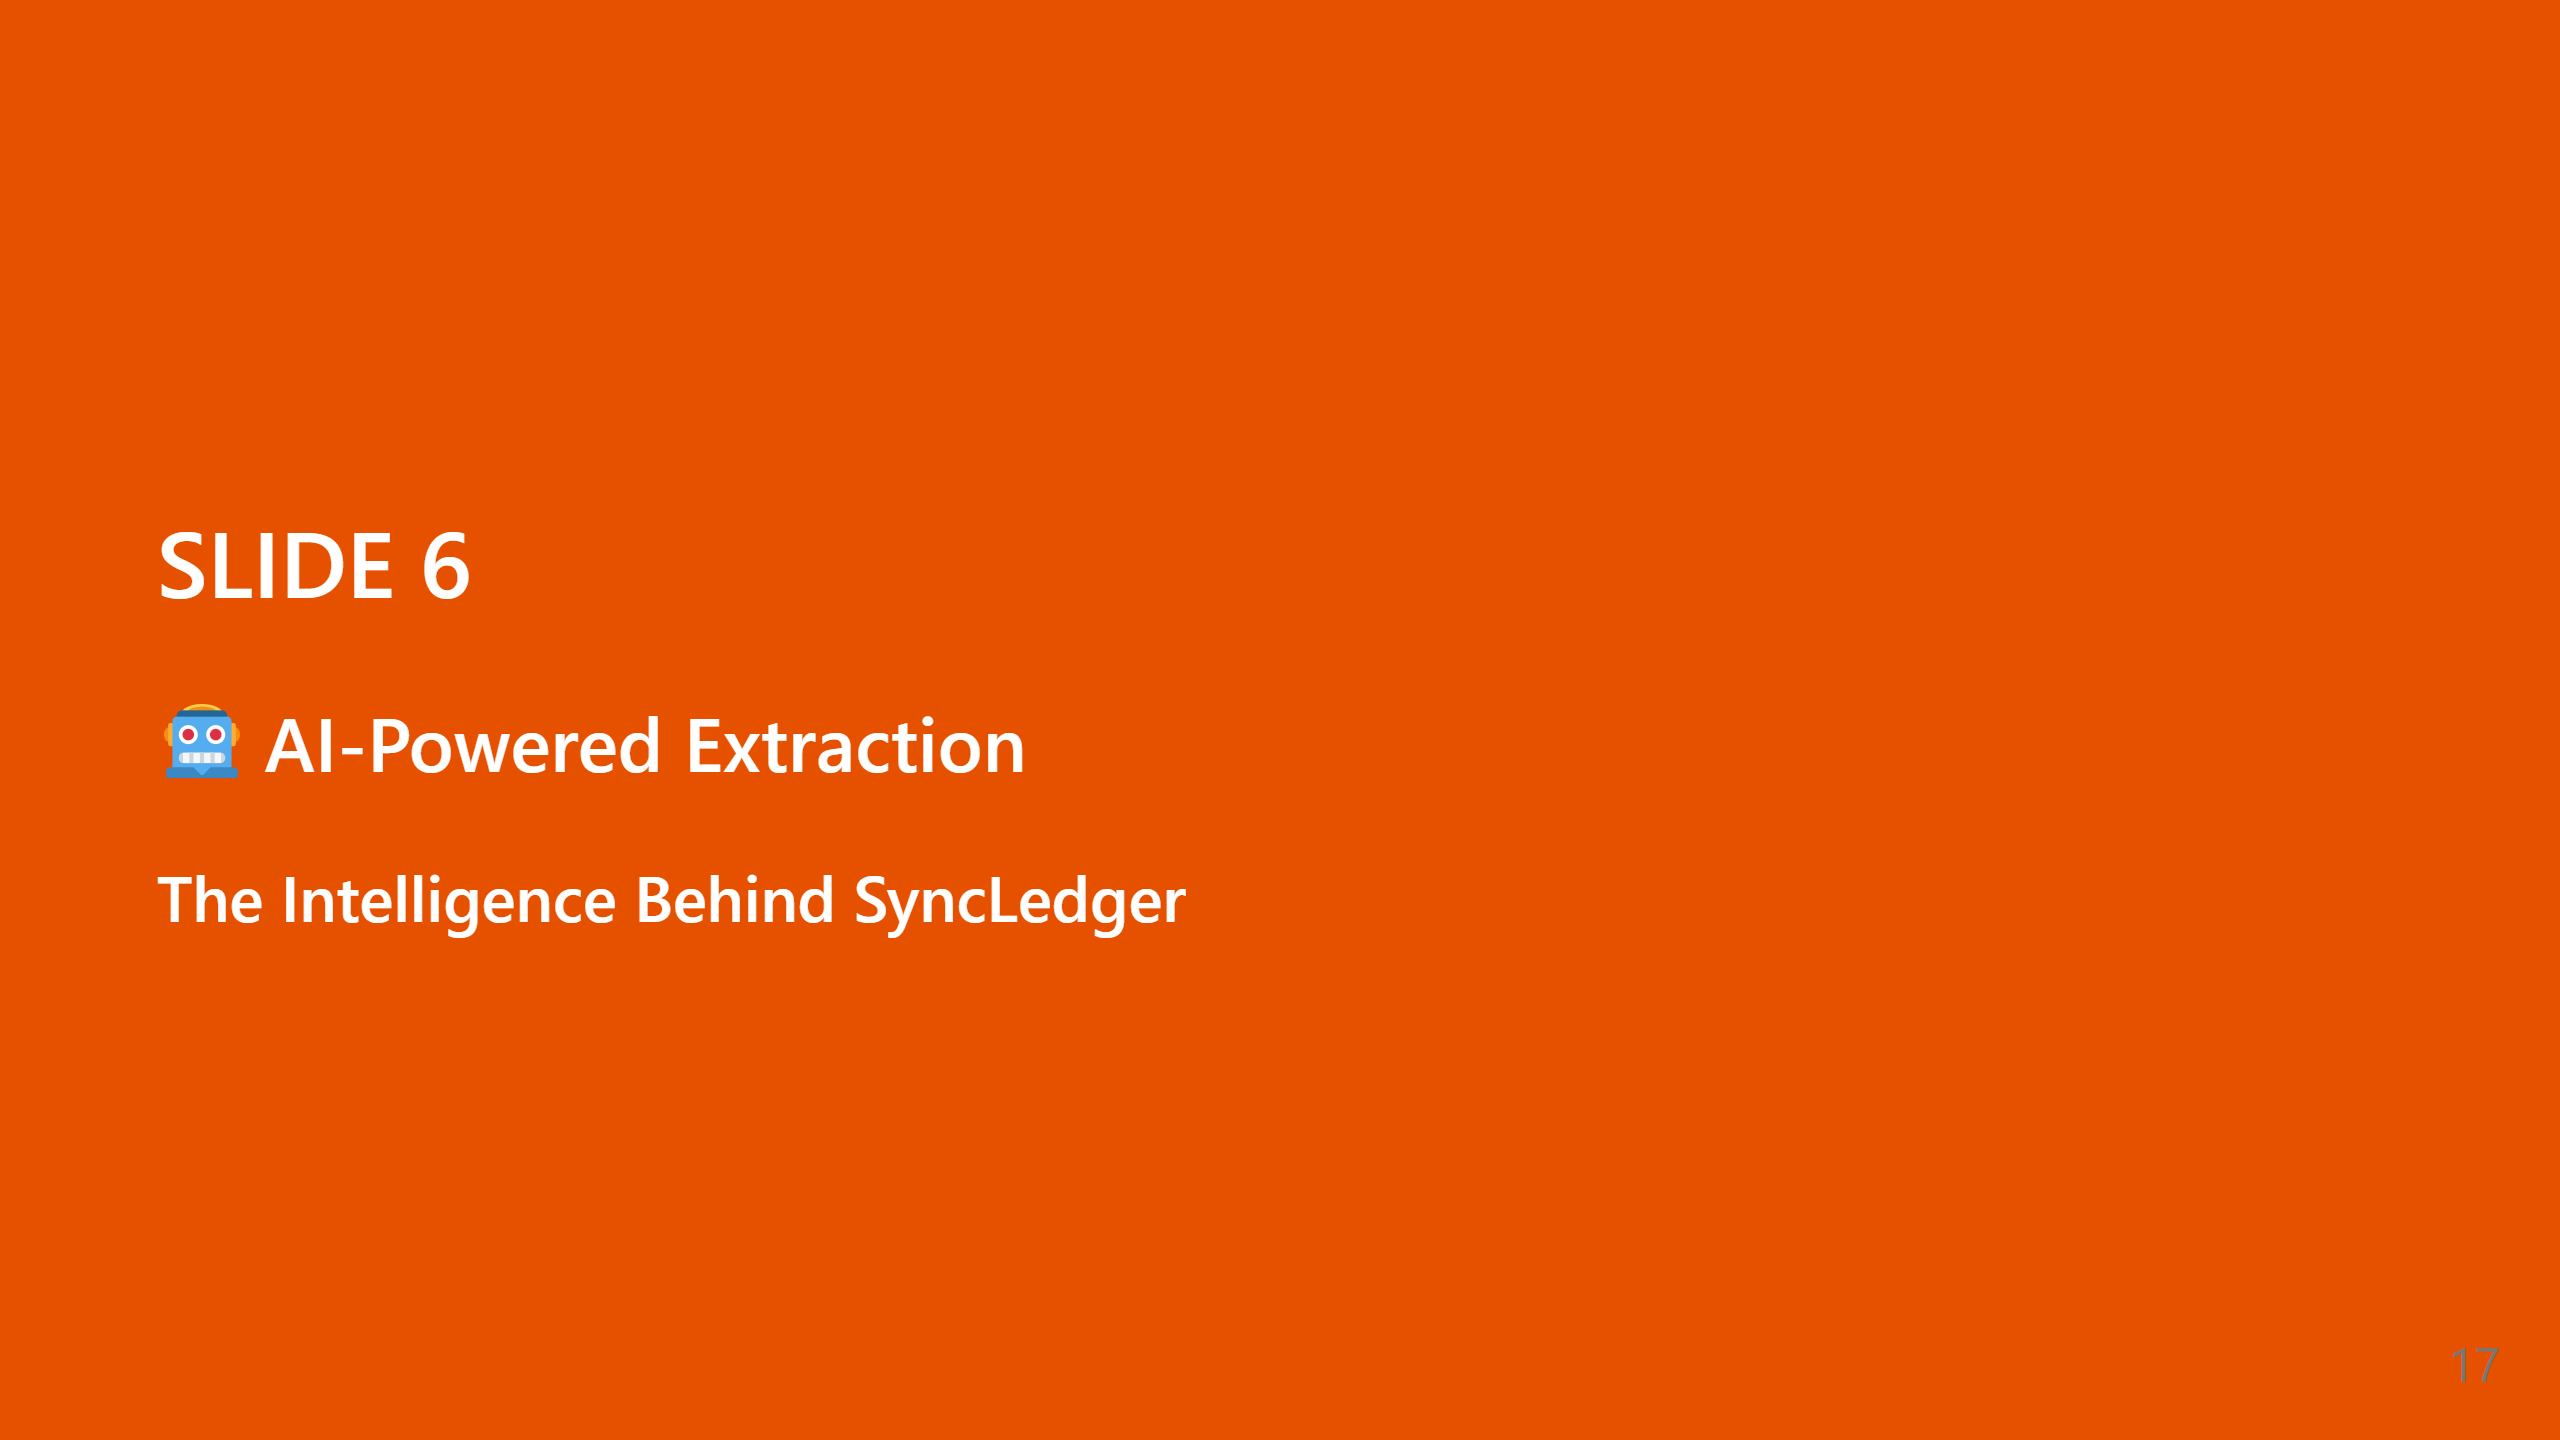 SLIDE 6
🤖 AI-Powered Extraction
The Intelligence Behind SyncLedger
17